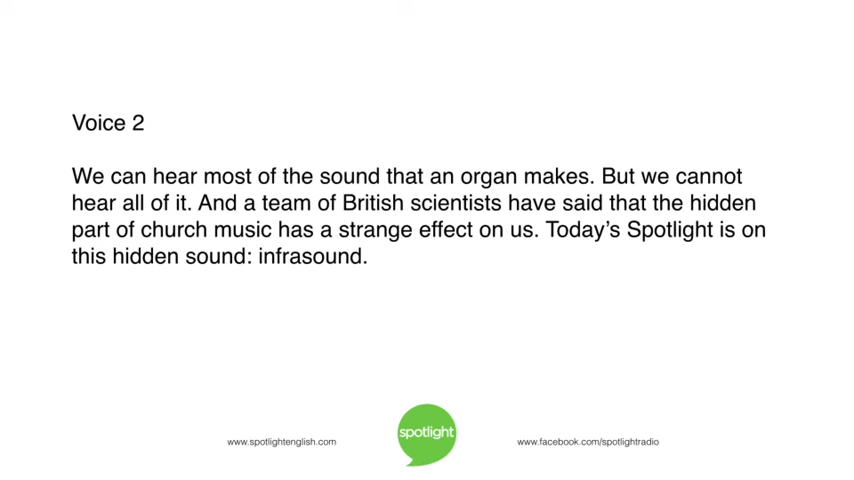 Voice 2
We can hear most of the sound that an organ makes. But we cannot
hear all of it. And a team of British scientists have said that the hidden
part of church music has a strange effect on us. Today’s Spotlight is on
this hidden sound: infrasound.
spotlight
www.spotlightenglish.com
www.facebook.com/spotlightradio